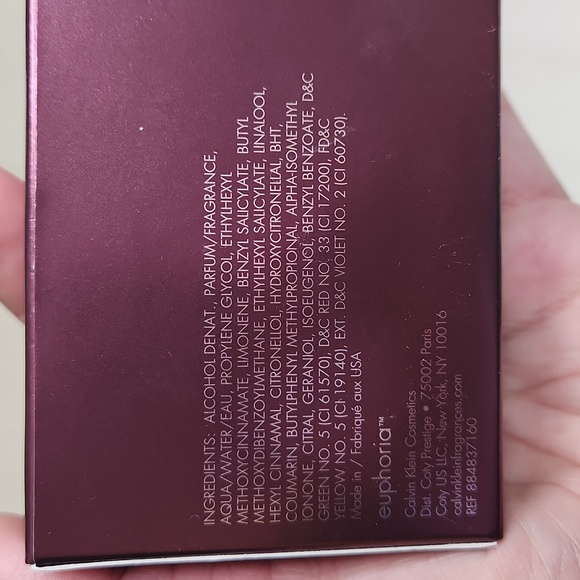 INGREDIENTS: ALCOHOL DENAT., PARFUM/FRAGRANCE,
AQUA/WATER/EAU, PROPYLENE GLYCOL, ETHYLHEXYL
METHOXYCINNAMATE, LIMONENE, BENZYL SALICYLATE, BUTYL
METHOXYDIBENZOYLMETHANE, ETHYLHEXYL SALICYLATE, LINALOOL,
HEXYL CINNAMAL, CITRONELLOL, HYDROXYCITRONELLAL, BHT,
COUMARIN, BUTYLPHENYL METHYLPROPIONAL, ALPHA-ISOMETHYL
IONONE, CITRAL, GERANIOL, ISOEUGENOL, BENZYL BENZOATE, D&C
GREEN NO. 5 (CI 61570), D&C RED NO. 33 (CI 17200), FD&C
YELLOW NO. 5 (CI 19140), EXT. D&C VIOLET NO. 2 (CI 60730).
Made in / Fabriqué aux USA
euphoria™
Calvin Klein Cosmetics
Dist. Coty Prestige • 75002 Paris
Coty US LLC, New York, NY 10016
calvinkleinfragrances.com
REF 884837160